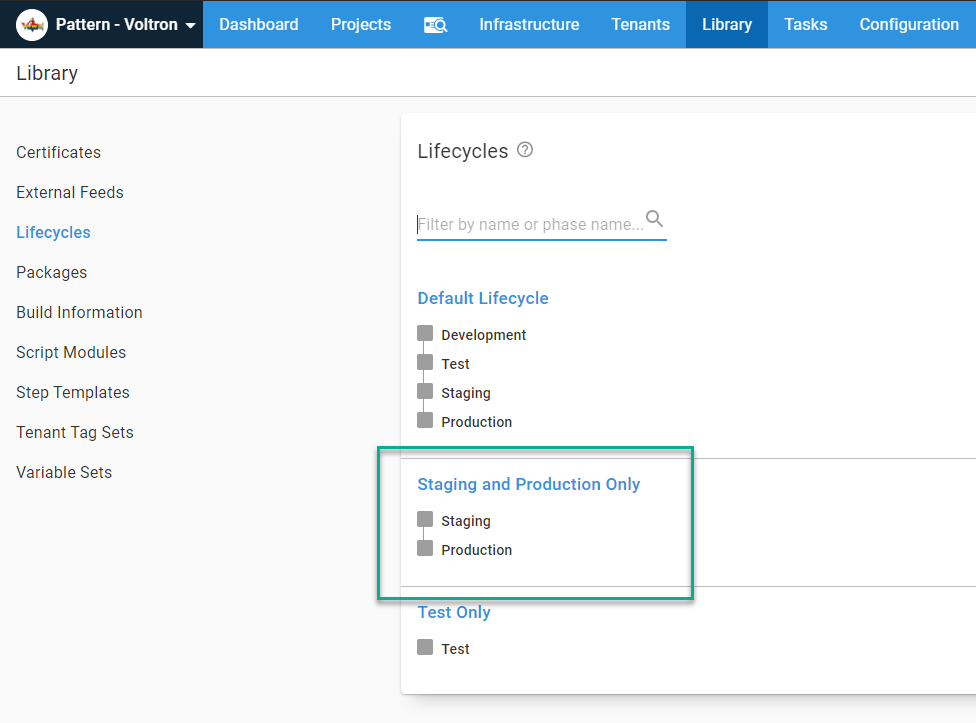 Pattern - Voltron Dashboard Projects Infrastructure Tenants Library Tasks Configuration
Library
Certificates
External Feeds
Lifecycles
Packages
Build Information
Script Modules
Step Templates
Tenant Tag Sets
Variable Sets
Lifecycles
Filter by name or phase name...
Default Lifecycle
Development
Test
Staging
Production
Staging and Production Only
Staging
Production
Test Only
Test